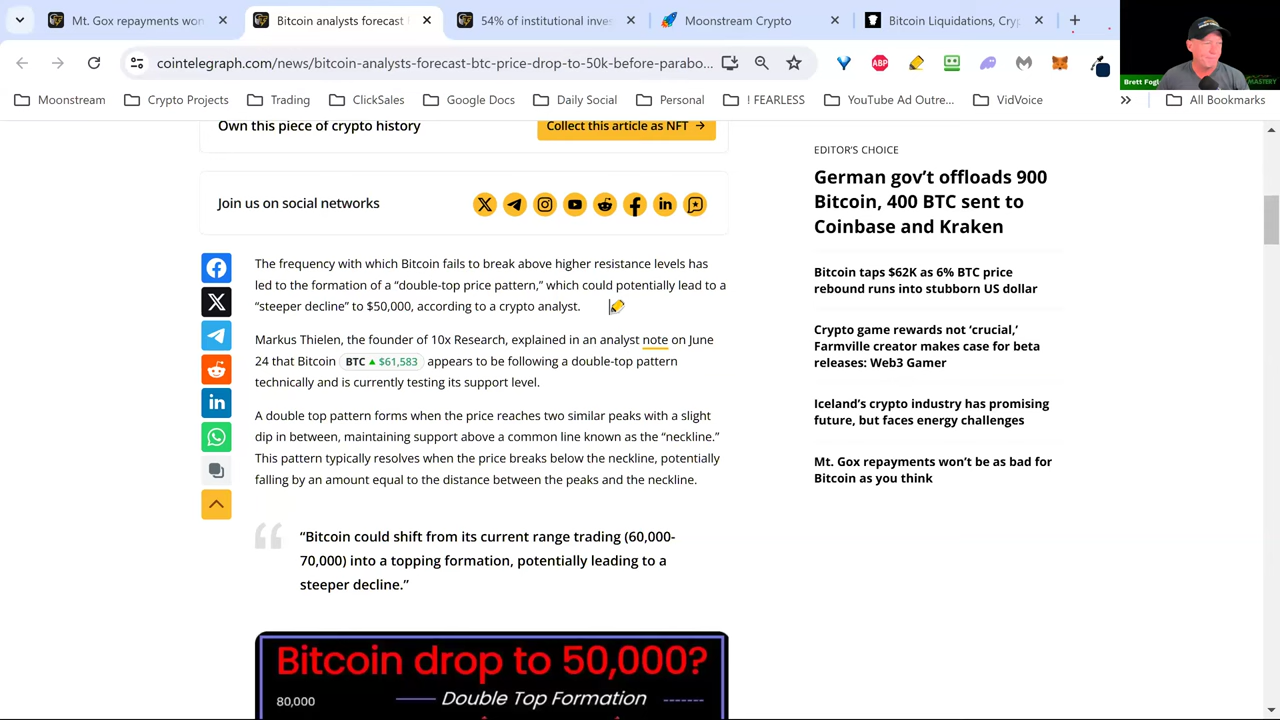 Mt. Gox repayments won
Bitcoin analysts forecast
54% of institutional inves
Moonstream Crypto
Bitcoin Liquidations, Cryp
cointelegraph.com/news/bitcoin-analysts-forecast-btc-price-drop-to-50k-before-parabo...
ABP
Brett Fogl
MASTERY
Moonstream
Crypto Projects
Trading
ClickSales
Google Docs
Daily Social
Personal
! FEARLESS
YouTube Ad Outre...
VidVoice
All Bookmarks
Own this piece of crypto history
Collect this article as NFT →
Join us on social networks
The frequency with which Bitcoin fails to break above higher resistance levels has
led to the formation of a “double-top price pattern,” which could potentially lead to a
“steeper decline” to $50,000, according to a crypto analyst.
Markus Thielen, the founder of 10x Research, explained in an analyst note on June
24 that Bitcoin BTC ▲ $61,583 appears to be following a double-top pattern
technically and is currently testing its support level.
A double top pattern forms when the price reaches two similar peaks with a slight
dip in between, maintaining support above a common line known as the “neckline.”
This pattern typically resolves when the price breaks below the neckline, potentially
falling by an amount equal to the distance between the peaks and the neckline.
“Bitcoin could shift from its current range trading (60,000-
70,000) into a topping formation, potentially leading to a
steeper decline.”
Bitcoin drop to 50,000?
80,000
Double Top Formation
EDITOR'S CHOICE
German gov’t offloads 900
Bitcoin, 400 BTC sent to
Coinbase and Kraken
Bitcoin taps $62K as 6% BTC price
rebound runs into stubborn US dollar
Crypto game rewards not ‘crucial,’
Farmville creator makes case for beta
releases: Web3 Gamer
Iceland’s crypto industry has promising
future, but faces energy challenges
Mt. Gox repayments won’t be as bad for
Bitcoin as you think